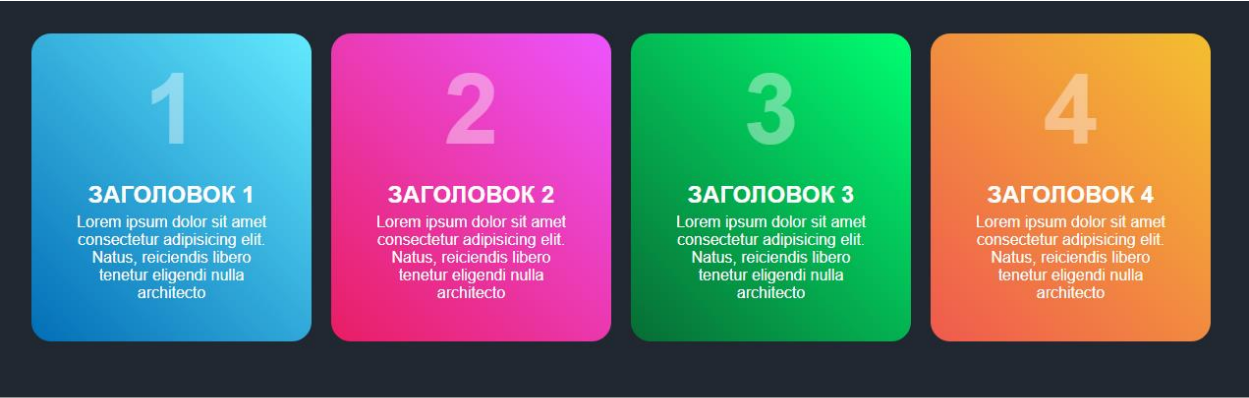 1
ЗАГОЛОВОК 1
Lorem ipsum dolor sit amet
consectetur adipisicing elit.
Natus, reiciendis libero
tenetur eligendi nulla
architecto
2
ЗАГОЛОВОК 2
Lorem ipsum dolor sit amet
consectetur adipisicing elit.
Natus, reiciendis libero
tenetur eligendi nulla
architecto
3
ЗАГОЛОВОК 3
Lorem ipsum dolor sit amet
consectetur adipisicing elit.
Natus, reiciendis libero
tenetur eligendi nulla
architecto
4
ЗАГОЛОВОК 4
Lorem ipsum dolor sit amet
consectetur adipisicing elit.
Natus, reiciendis libero
tenetur eligendi nulla
architecto